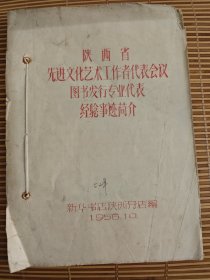 陕西省
先进文化艺术工作者代表会议
图书发行专业代表
经验事迹简介
新华书店陕西分店编
1956.10.